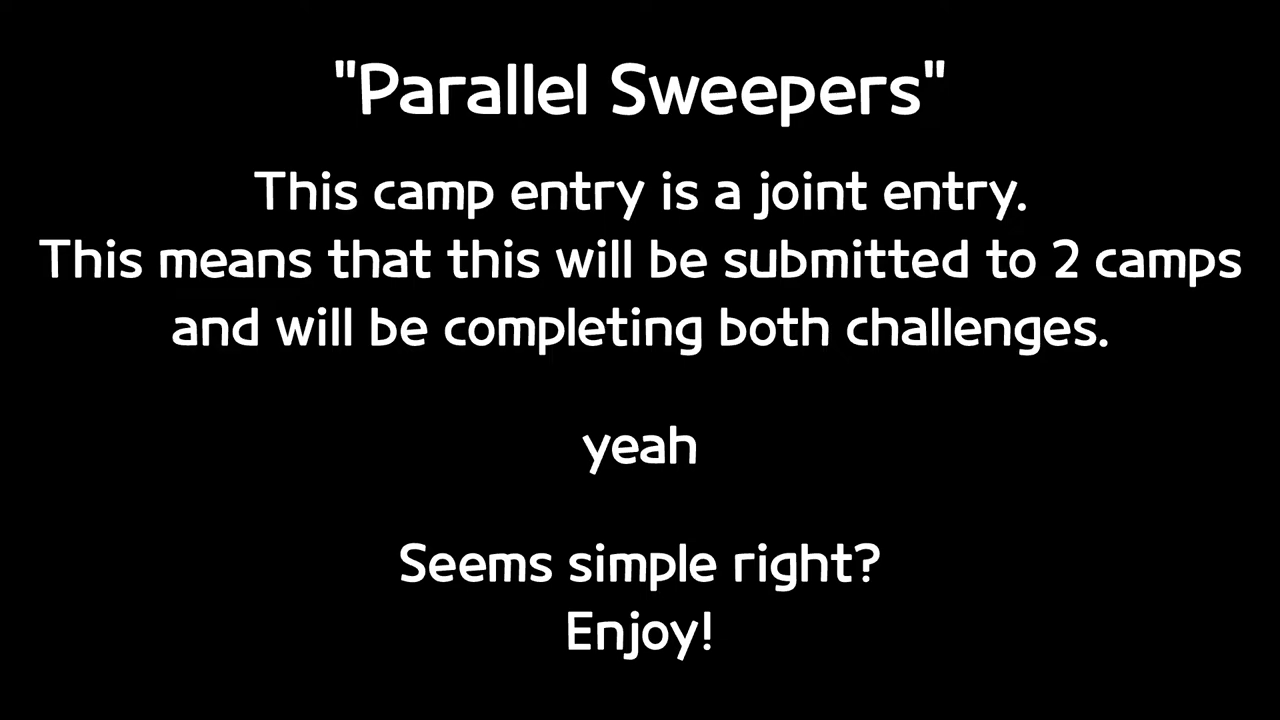 "Parallel Sweepers"
This camp entry is a joint entry.
This means that this will be submitted to 2 camps
and will be completing both challenges.
yeah
Seems simple right?
Enjoy!